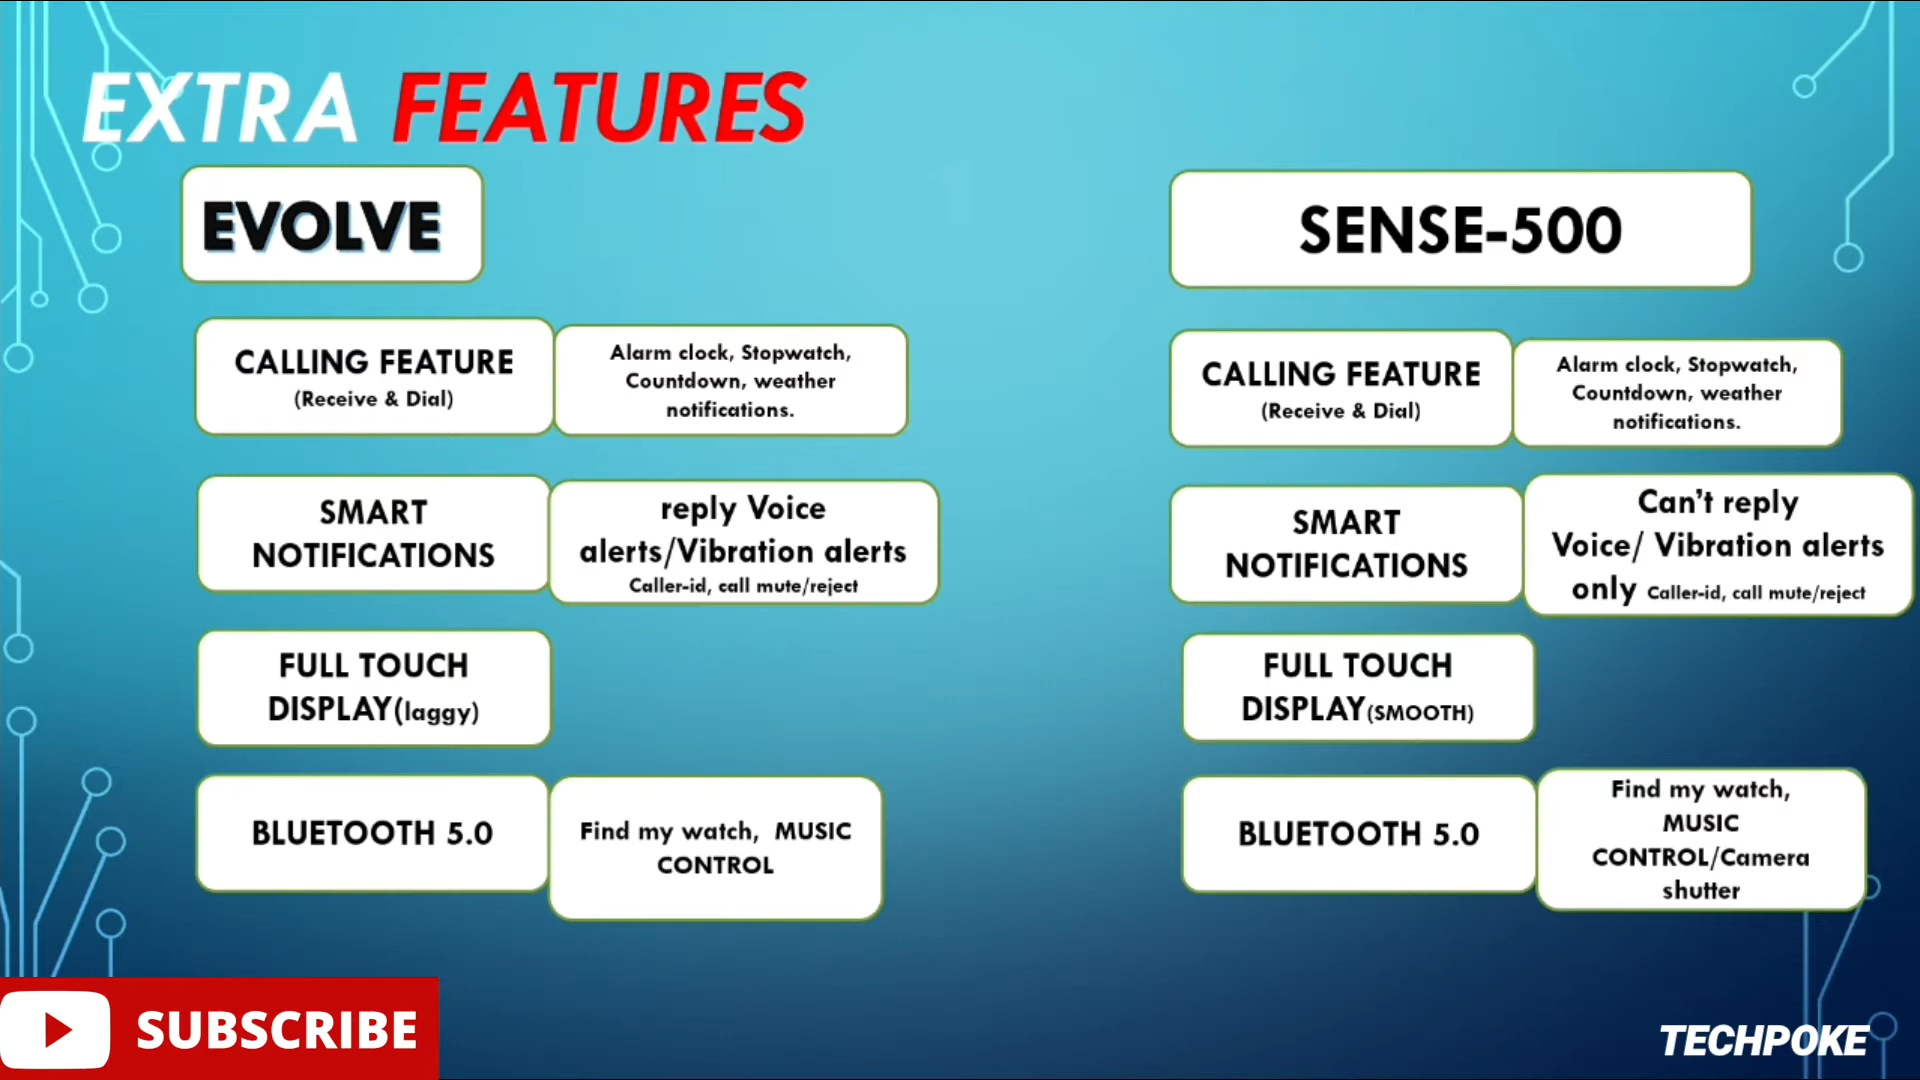 EXTRA FEATURES
EVOLVE
CALLING FEATURE
(Receive & Dial)
Alarm clock, Stopwatch,
Countdown, weather
notifications.
SMART
NOTIFICATIONS
reply Voice
alerts/Vibration alerts
Caller-id, call mute/reject
FULL TOUCH
DISPLAY(laggy)
BLUETOOTH 5.0
Find my watch, MUSIC
CONTROL
SENSE-500
CALLING FEATURE
(Receive & Dial)
Alarm clock, Stopwatch,
Countdown, weather
notifications.
SMART
NOTIFICATIONS
Can't reply
Voice/ Vibration alerts
only Caller-id, call mute/reject
FULL TOUCH
DISPLAY(SMOOTH)
BLUETOOTH 5.0
Find my watch,
MUSIC
CONTROL/Camera
shutter
SUBSCRIBE
TECHPOKE